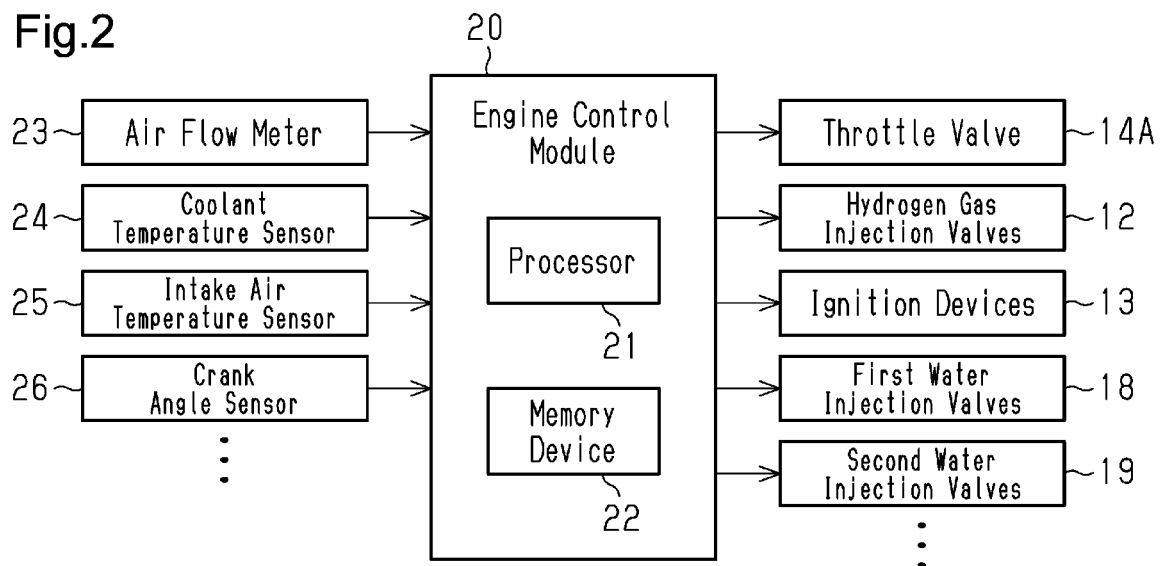 Fig.2
20
23
Air Flow Meter
24
Coolant
Temperature Sensor
25
Intake Air
Temperature Sensor
26
Crank
Angle Sensor
Engine Control
Module
Processor
21
Memory
Device
22
Throttle Valve
14A
Hydrogen Gas
Injection Valves
12
Ignition Devices
13
First Water
Injection Valves
18
Second Water
Injection Valves
19